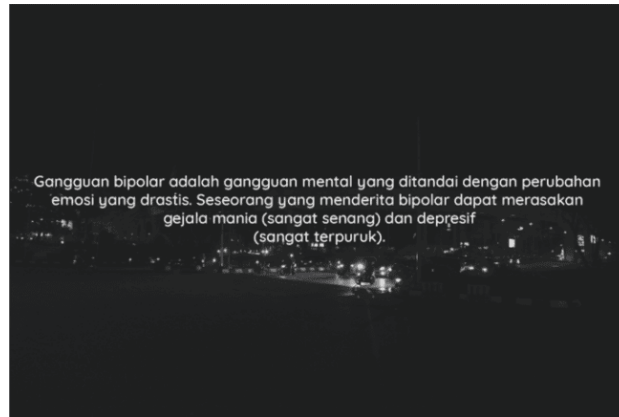 Gangguan bipolar adalah gangguan mental yang ditandai dengan perubahan
emosi yang drastis. Seseorang yang menderita bipolar dapat merasakan
gejala mania (sangat senang) dan depresif
(sangat terpuruk).